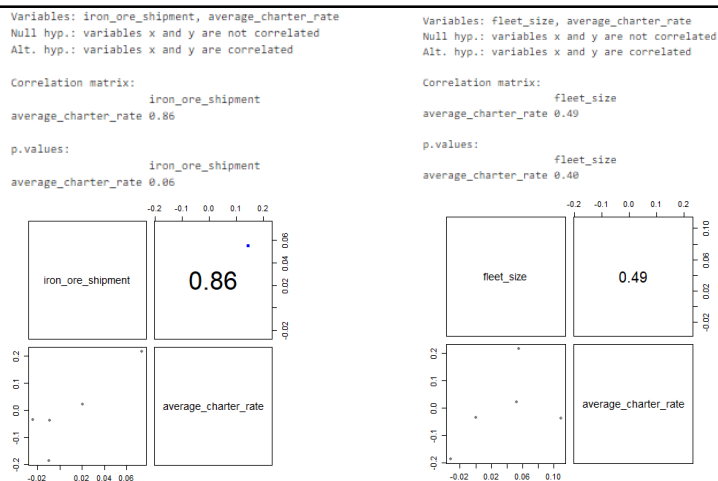 Variables: iron_ore_shipment, average_charter_rate
Null hyp.: variables x and y are not correlated
Alt. hyp.: variables x and y are correlated
Correlation matrix:
iron_ore_shipment
average_charter_rate 0.86
p.values:
iron_ore_shipment
average_charter_rate 0.06
-0.2 -0.1 0.0 0.1 0.2
iron_ore_shipment
0.86
-0.02 0.02 0.04 0.06
-0.2 -0.1 0.0 0.1 0.2
average_charter_rate
-0.02 0.02 0.04 0.06
Variables: fleet_size, average_charter_rate
Null hyp.: variables x and y are not correlated
Alt. hyp.: variables x and y are correlated
Correlation matrix:
fleet_size
average_charter_rate 0.49
p.values:
fleet_size
average_charter_rate 0.40
-0.2 -0.1 0.0 0.1 0.2
fleet_size
0.49
-0.02 0.02 0.06 0.10
-0.2 -0.1 0.0 0.1 0.2
average_charter_rate
-0.02 0.02 0.06 0.10